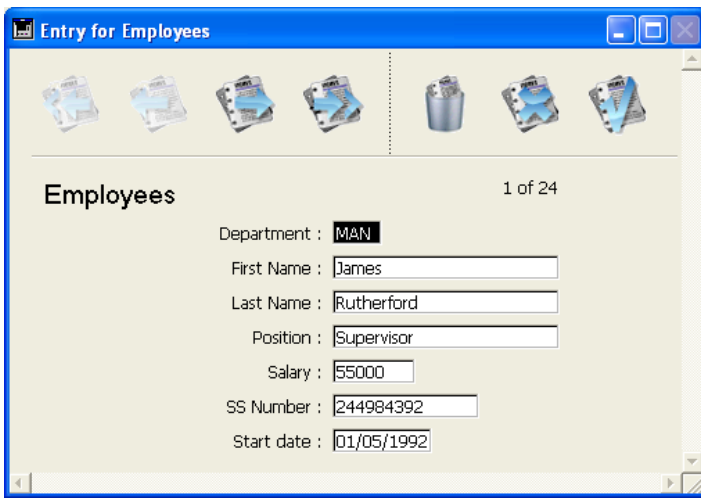 Entry for Employees
Employees
1 of 24
Department : MAN
First Name : James
Last Name : Rutherford
Position : Supervisor
Salary : 55000
SS Number : 244984392
Start date : 01/05/1992